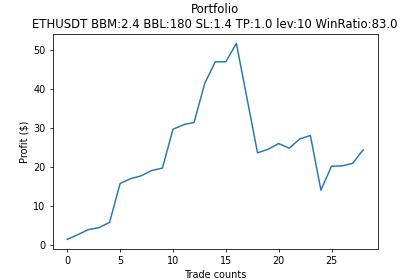 Portfolio
ETHUSDT BBM:2.4 BBL:180 SL:1.4 TP:1.0 lev:10 WinRatio:83.0
50
40
30
20
10
0
Profit ($)
0 5 10 15 20 25
Trade counts